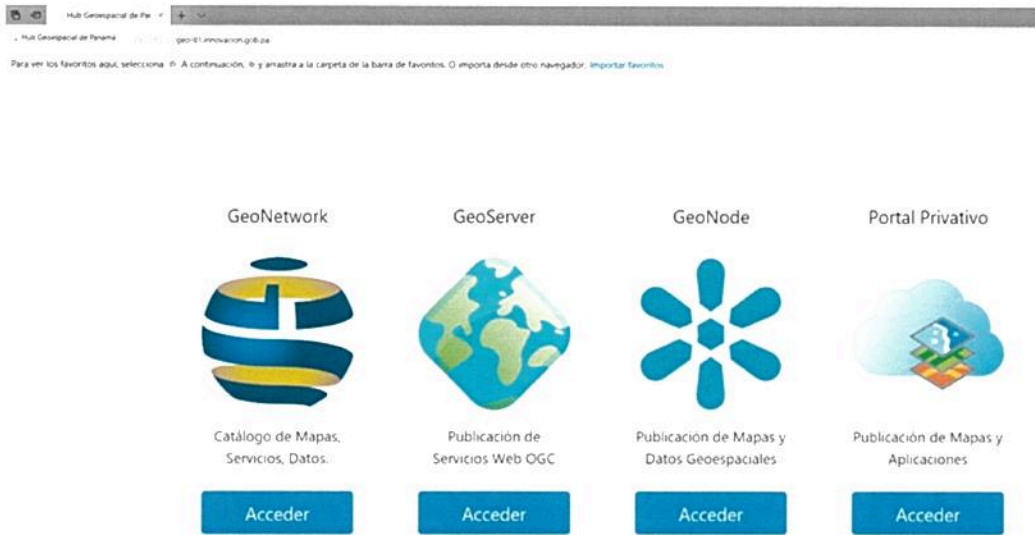 Hub Geoespacial de Pa
Hub Geoespacial de Panamá
geo-01.innovacion.gob.pa
Para ver los favoritos aquí, selecciona A continuación, y arrastra a la carpeta de la barra de favoritos. O importa desde otro navegador. Importar favoritos
GeoNetwork
GeoServer
GeoNode
Portal Privativo
Catálogo de Mapas,
Servicios, Datos.
Publicación de
Servicios Web OGC
Publicación de Mapas y
Datos Geoespaciales
Publicación de Mapas y
Aplicaciones
Acceder
Acceder
Acceder
Acceder